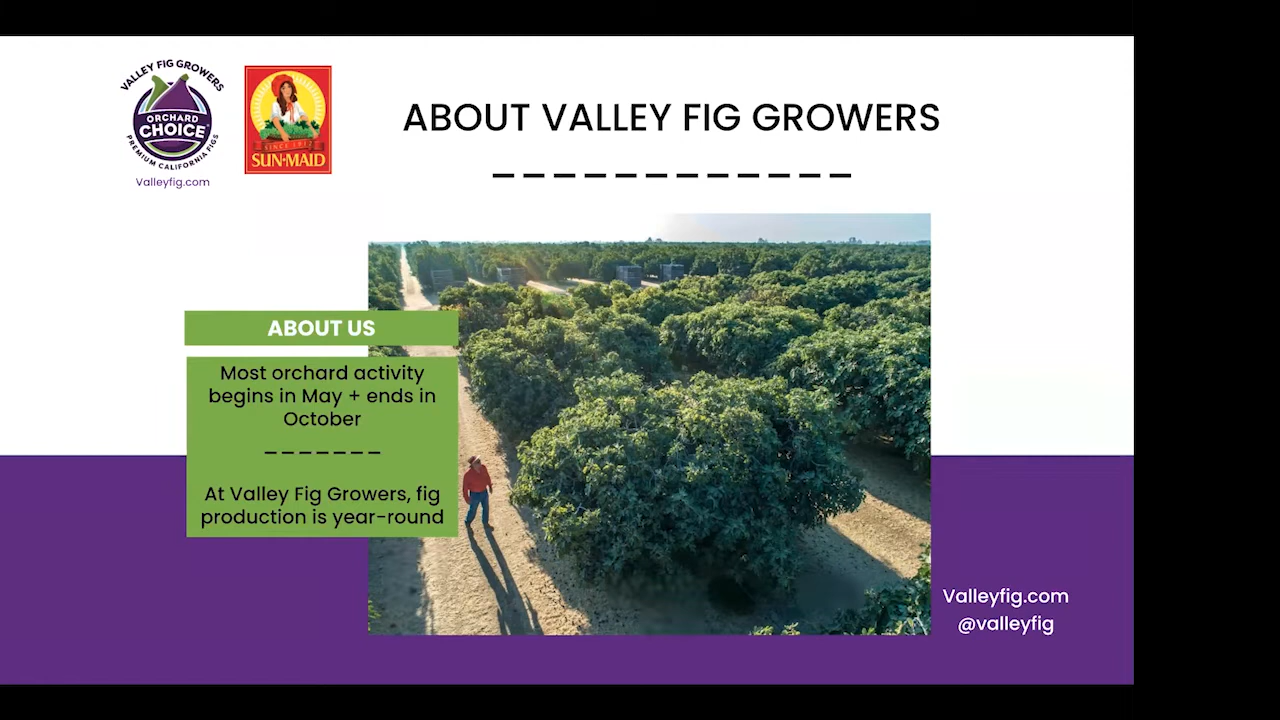 VALLEY FIG GROWERS
ORCHARD
CHOICE
PREMIUM CALIFORNIA FIGS
Valleyfig.com
SINCE 1912
SUN-MAID
ABOUT VALLEY FIG GROWERS
ABOUT US
Most orchard activity
begins in May + ends in
October
At Valley Fig Growers, fig
production is year-round
Valleyfig.com
@valleyfig